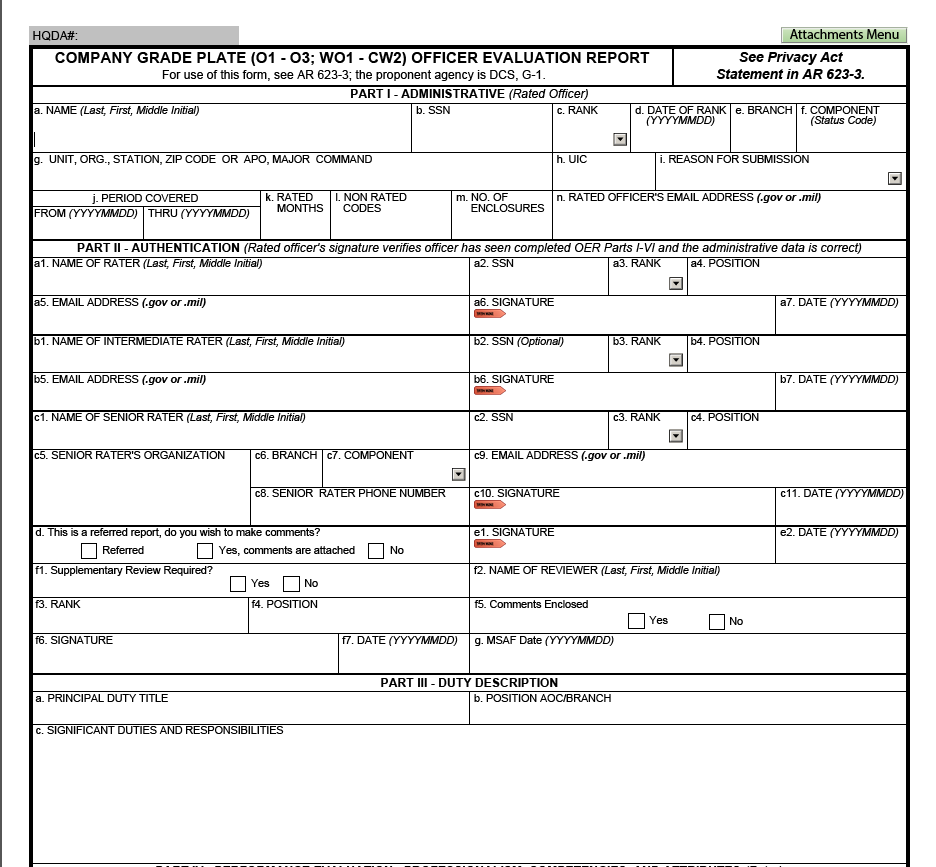 HQDA#:
Attachments Menu
COMPANY GRADE PLATE (O1 - O3; WO1 - CW2) OFFICER EVALUATION REPORT
For use of this form, see AR 623-3; the proponent agency is DCS, G-1.
See Privacy Act
Statement in AR 623-3.
PART I - ADMINISTRATIVE (Rated Officer)
a. NAME (Last, First, Middle Initial)
b. SSN
c. RANK
d. DATE OF RANK
(YYYYMMDD)
e. BRANCH
f. COMPONENT
(Status Code)
g. UNIT, ORG., STATION, ZIP CODE OR APO, MAJOR COMMAND
h. UIC
i. REASON FOR SUBMISSION
j. PERIOD COVERED
FROM (YYYYMMDD)
THRU (YYYYMMDD)
k. RATED
MONTHS
l. NON RATED
CODES
m. NO. OF
ENCLOSURES
n. RATED OFFICER'S EMAIL ADDRESS (.gov or .mil)
PART II - AUTHENTICATION (Rated officer's signature verifies officer has seen completed OER Parts I-VI and the administrative data is correct)
a1. NAME OF RATER (Last, First, Middle Initial)
a2. SSN
a3. RANK
a4. POSITION
a5. EMAIL ADDRESS (.gov or .mil)
a6. SIGNATURE
a7. DATE (YYYYMMDD)
b1. NAME OF INTERMEDIATE RATER (Last, First, Middle Initial)
b2. SSN (Optional)
b3. RANK
b4. POSITION
b5. EMAIL ADDRESS (.gov or .mil)
b6. SIGNATURE
b7. DATE (YYYYMMDD)
c1. NAME OF SENIOR RATER (Last, First, Middle Initial)
c2. SSN
c3. RANK
c4. POSITION
c5. SENIOR RATER'S ORGANIZATION
c6. BRANCH
c7. COMPONENT
c9. EMAIL ADDRESS (.gov or .mil)
c8. SENIOR RATER PHONE NUMBER
c10. SIGNATURE
c11. DATE (YYYYMMDD)
d. This is a referred report, do you wish to make comments?
Referred
Yes, comments are attached
No
e1. SIGNATURE
e2. DATE (YYYYMMDD)
f1. Supplementary Review Required?
Yes
No
f2. NAME OF REVIEWER (Last, First, Middle Initial)
f3. RANK
f4. POSITION
f5. Comments Enclosed
Yes
No
f6. SIGNATURE
f7. DATE (YYYYMMDD)
g. MSAF Date (YYYYMMDD)
PART III - DUTY DESCRIPTION
a. PRINCIPAL DUTY TITLE
b. POSITION AOC/BRANCH
c. SIGNIFICANT DUTIES AND RESPONSIBILITIES